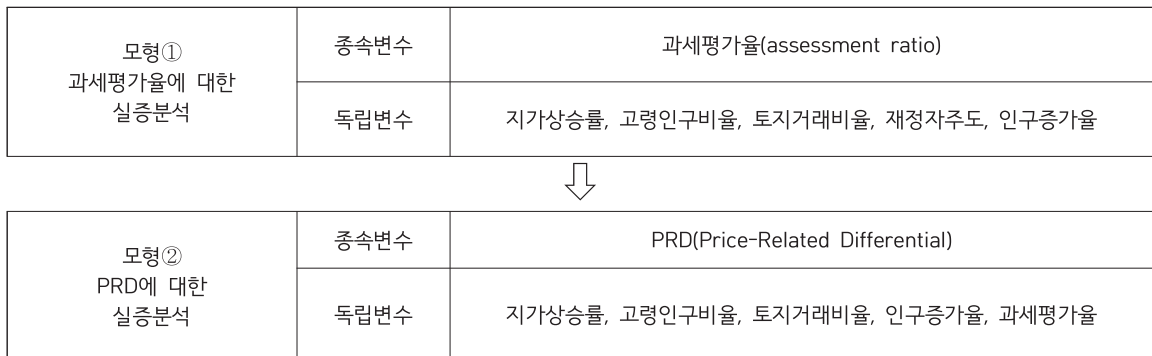 모형①
과세평가율에 대한
실증분석
종속변수
과세평가율(assessment ratio)
독립변수
지가상승률, 고령인구비율, 토지거래비율, 재정자주도, 인구증가율
모형②
PRD에 대한
실증분석
종속변수
PRD(Price-Related Differential)
독립변수
지가상승률, 고령인구비율, 토지거래비율, 인구증가율, 과세평가율